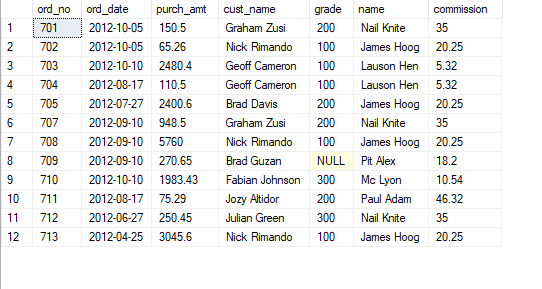 ord_no ord_date purch_amt cust_name grade name commission
1 701 2012-10-05 150.5 Graham Zusi 200 Nail Knite 35
2 702 2012-10-05 65.26 Nick Rimando 100 James Hoog 20.25
3 703 2012-10-10 2480.4 Geoff Cameron 100 Lauson Hen 5.32
4 704 2012-08-17 110.5 Geoff Cameron 100 Lauson Hen 5.32
5 705 2012-07-27 2400.6 Brad Davis 200 James Hoog 20.25
6 707 2012-09-10 948.5 Graham Zusi 200 Nail Knite 35
7 708 2012-09-10 5760 Nick Rimando 100 James Hoog 20.25
8 709 2012-09-10 270.65 Brad Guzan NULL Pit Alex 18.2
9 710 2012-10-10 1983.43 Fabian Johnson 300 Mc Lyon 10.54
10 711 2012-08-17 75.29 Jozy Altidor 200 Paul Adam 46.32
11 712 2012-06-27 250.45 Julian Green 300 Nail Knite 35
12 713 2012-04-25 3045.6 Nick Rimando 100 James Hoog 20.25